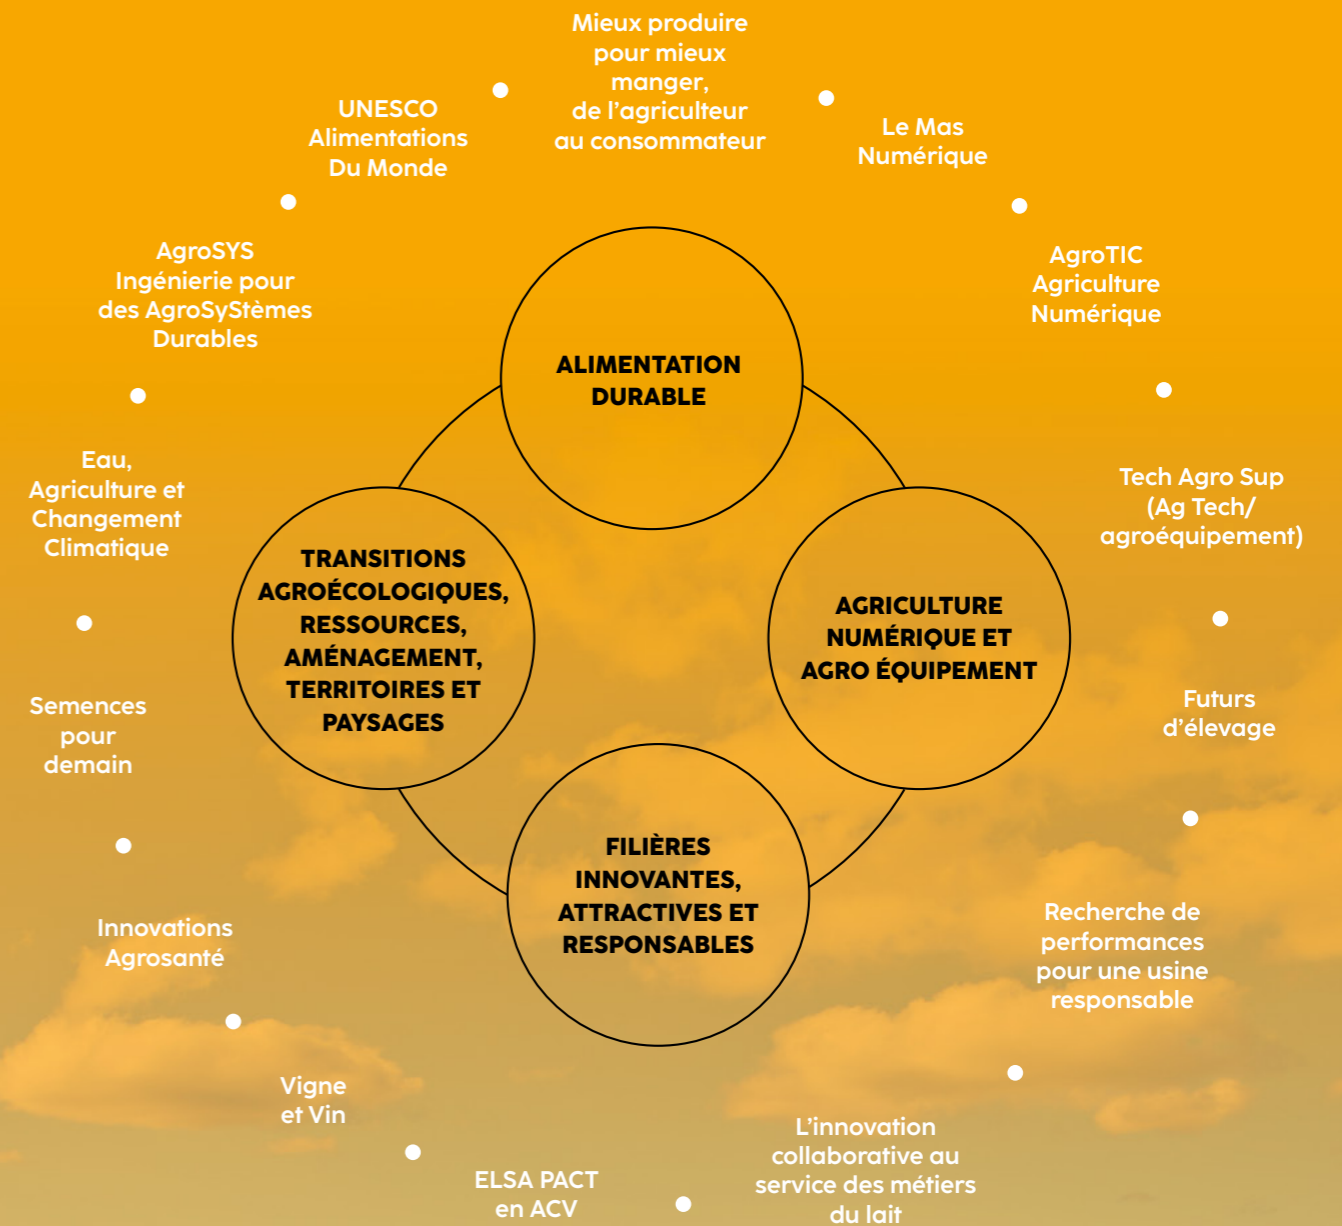 Mieux produire
pour mieux
manger,
de l’agriculteur
au consommateur
UNESCO
Alimentations
Du Monde
Le Mas
Numérique
AgroSYS
Ingénierie pour
des AgroSyStèmes
Durables
AgroTIC
Agriculture
Numérique
ALIMENTATION
DURABLE
Eau,
Agriculture et
Changement
Climatique
Tech Agro Sup
(Ag Tech/
agroéquipement)
TRANSITIONS
AGROÉCOLOGIQUES,
RESSOURCES,
AMÉNAGEMENT,
TERRITOIRES ET
PAYSAGES
AGRICULTURE
NUMÉRIQUE ET
AGRO ÉQUIPEMENT
Semences
pour
demain
Futurs
d’élevage
FILIÈRES
INNOVANTES,
ATTRACTIVES ET
RESPONSABLES
Innovations
Agrosanté
Recherche de
performances
pour une usine
responsable
Vigne
et Vin
L’innovation
collaborative au
service des métiers
du lait
ELSA PACT
en ACV